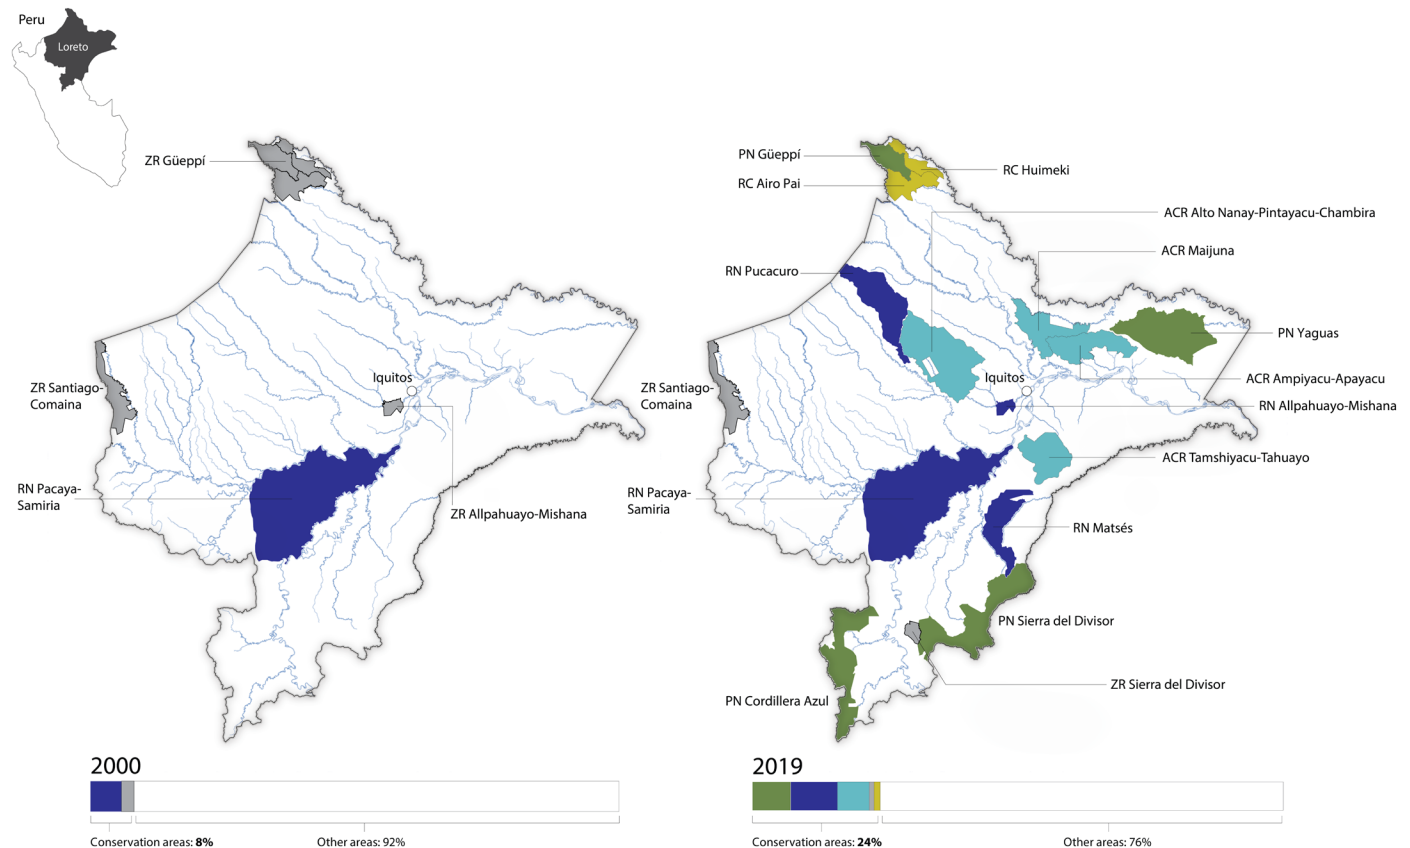 Peru
Loreto
ZR Güeppí
ZR Santiago-
Comaina
Iquitos
RN Pacaya-
Samiria
ZR Allpahuayo-Mishana
2000
Conservation areas: 8%
Other areas: 92%
PN Güeppí
RC Airo Pai
RC Huimeki
ACR Alto Nanay-Pintayacu-Chambira
ACR Maijuna
RN Pucacuro
PN Yaguas
Iquitos
ACR Ampiyacu-Apayacu
ZR Santiago-
Comaina
RN Allpahuayo-Mishana
ACR Tamshiyacu-Tahuayo
RN Pacaya-
Samiria
RN Matsés
PN Sierra del Divisor
ZR Sierra del Divisor
PN Cordillera Azul
2019
Conservation areas: 24%
Other areas: 76%